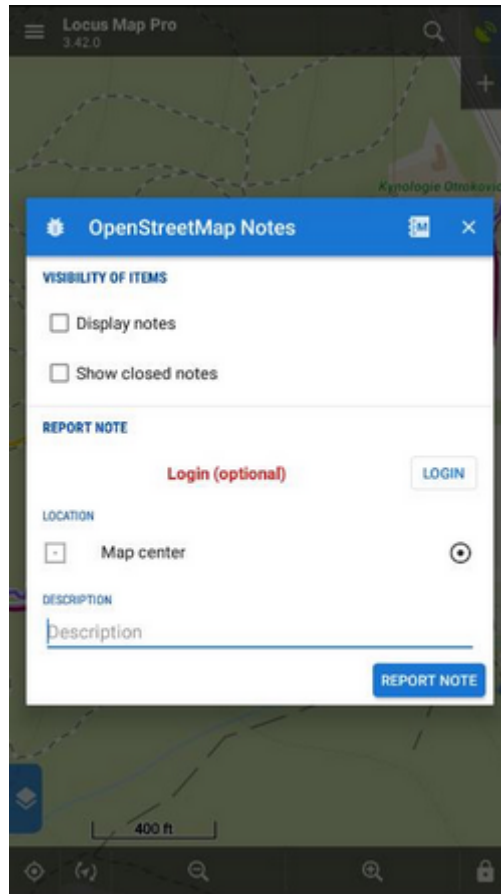 Locus Map Pro
3.42.0
Kynologie Otrokovic
OpenStreetMap Notes
VISIBILITY OF ITEMS
Display notes
Show closed notes
REPORT NOTE
Login (optional)
LOGIN
LOCATION
Map center
DESCRIPTION
Description
REPORT NOTE
400 ft